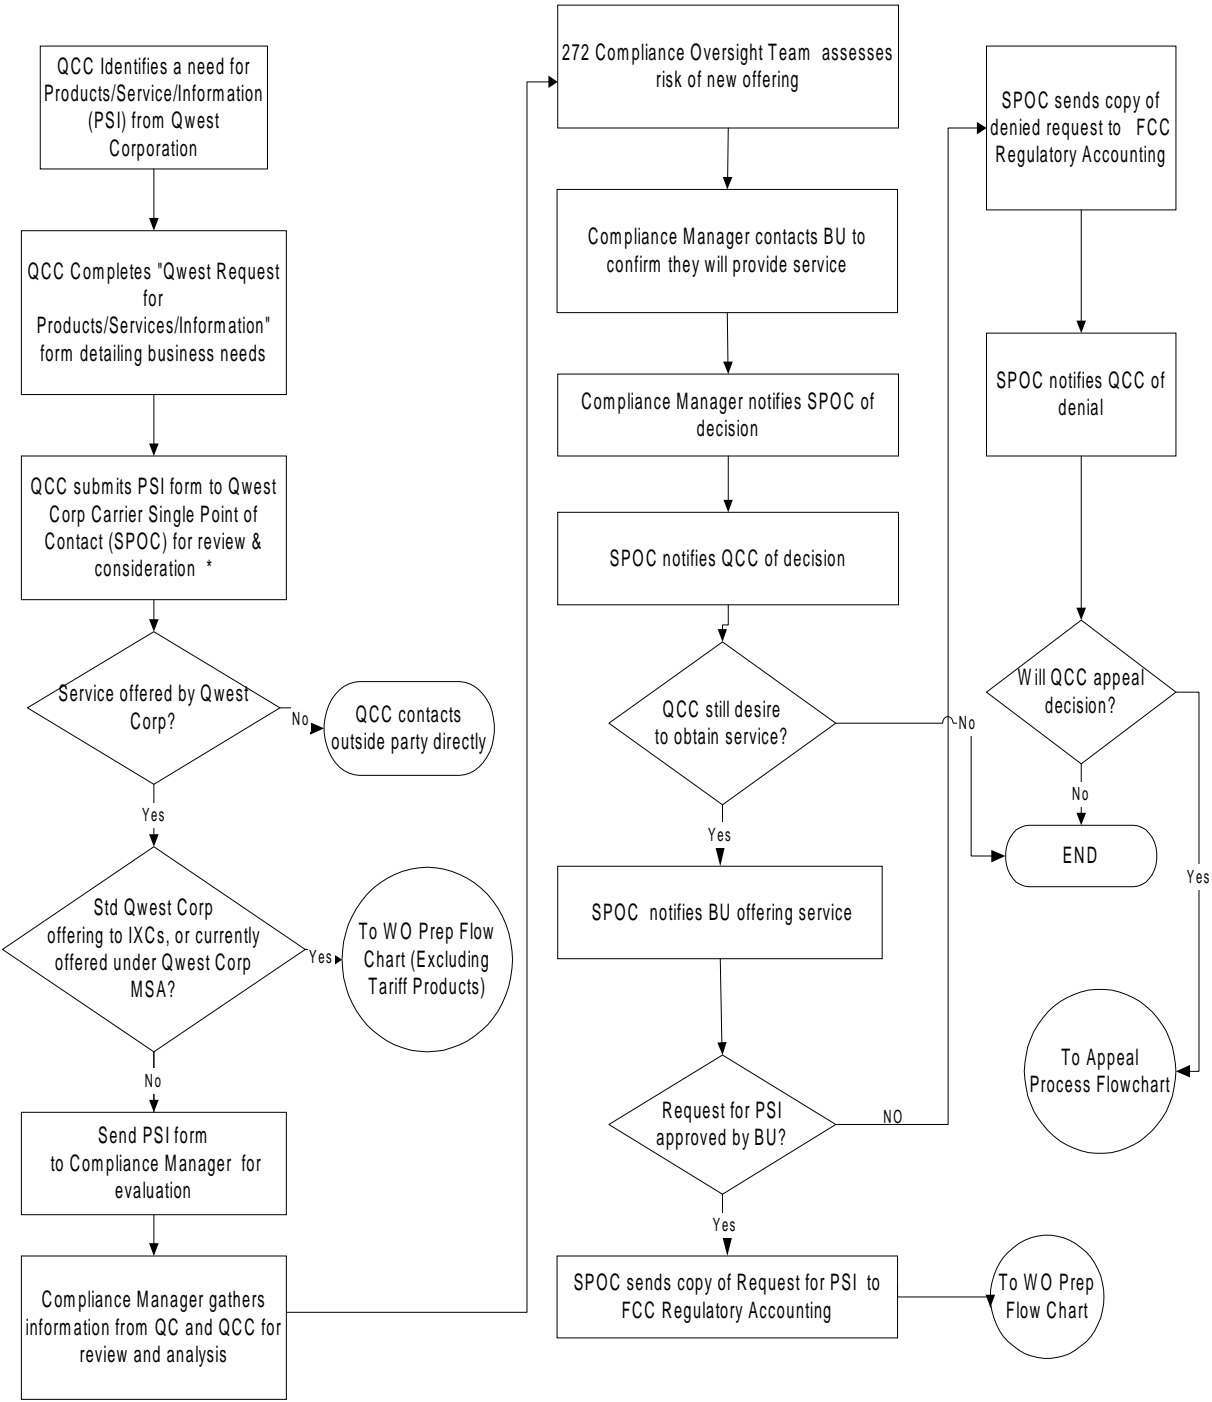 QCC Identifies a need for
Products/Service/Information
(PSI) from Qwest
Corporation
QCC Completes "Qwest Request
for
Products/Services/Information"
form detailing business needs
QCC submits PSI form to Qwest
Corp Carrier Single Point of
Contact (SPOC) for review &
consideration *
Service offered by Qwest
Corp?
No
QCC contacts
outside party directly
Yes
Std Qwest Corp
offering to IXCs, or currently
offered under Qwest Corp
MSA?
Yes
To WO Prep Flow
Chart (Excluding
Tariff Products)
No
Send PSI form
to Compliance Manager for
evaluation
Compliance Manager gathers
information from QC and QCC for
review and analysis
272 Compliance Oversight Team assesses
risk of new offering
Compliance Manager contacts BU to
confirm they will provide service
Compliance Manager notifies SPOC of
decision
SPOC notifies QCC of decision
QCC still desire
to obtain service?
No
Yes
SPOC notifies BU offering service
Request for PSI
approved by BU?
NO
Yes
SPOC sends copy of Request for PSI to
FCC Regulatory Accounting
To WO Prep
Flow Chart
SPOC sends copy of
denied request to FCC
Regulatory Accounting
SPOC notifies QCC of
denial
Will QCC appeal
decision?
No
END
Yes
To Appeal
Process Flowchart